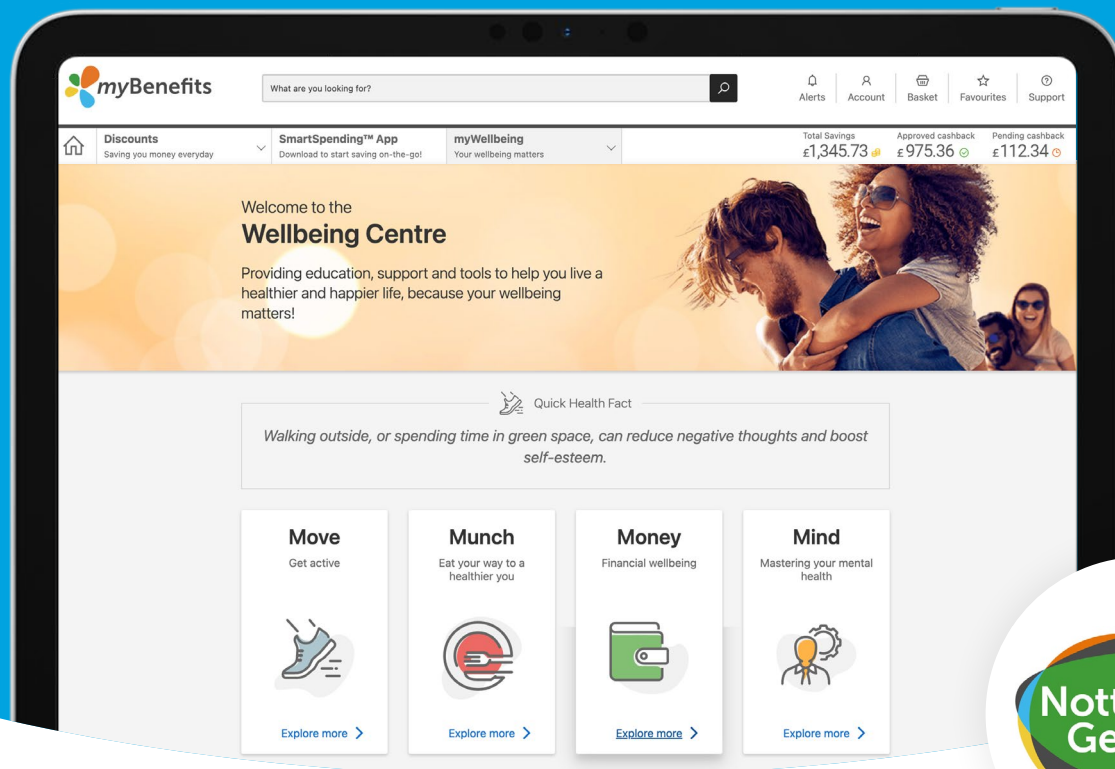 myBenefits
What are you looking for?
Alerts
Account
Basket
Favourites
Support
Discounts
Saving you money everyday
SmartSpending™ App
Download to start saving on-the-go!
myWellbeing
Your wellbeing matters
Total Savings
£1,345.73
Approved cashback
£975.36
Pending cashback
£112.34
Welcome to the
Wellbeing Centre
Providing education, support and tools to help you live a
healthier and happier life, because your wellbeing
matters!
Quick Health Fact
Walking outside, or spending time in green space, can reduce negative thoughts and boost
self-esteem.
Move
Get active
Explore more
Munch
Eat your way to a
healthier you
Explore more
Money
Financial wellbeing
Explore more
Mind
Mastering your mental
health
Explore more
Nott
Ge